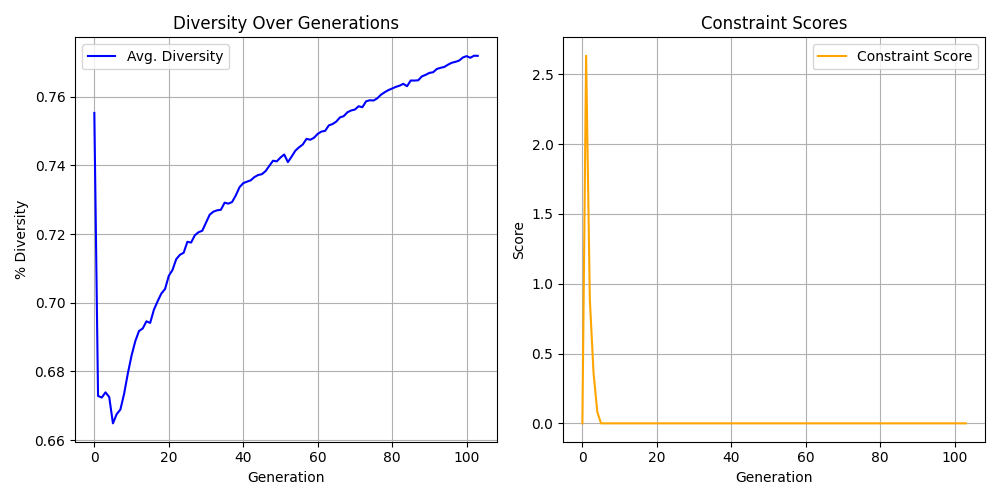 Diversity Over Generations
Avg. Diversity
% Diversity
0.76
0.74
0.72
0.70
0.68
0.66
0 20 40 60 80 100
Generation
Constraint Scores
Constraint Score
Score
2.5
2.0
1.5
1.0
0.5
0.0
0 20 40 60 80 100
Generation